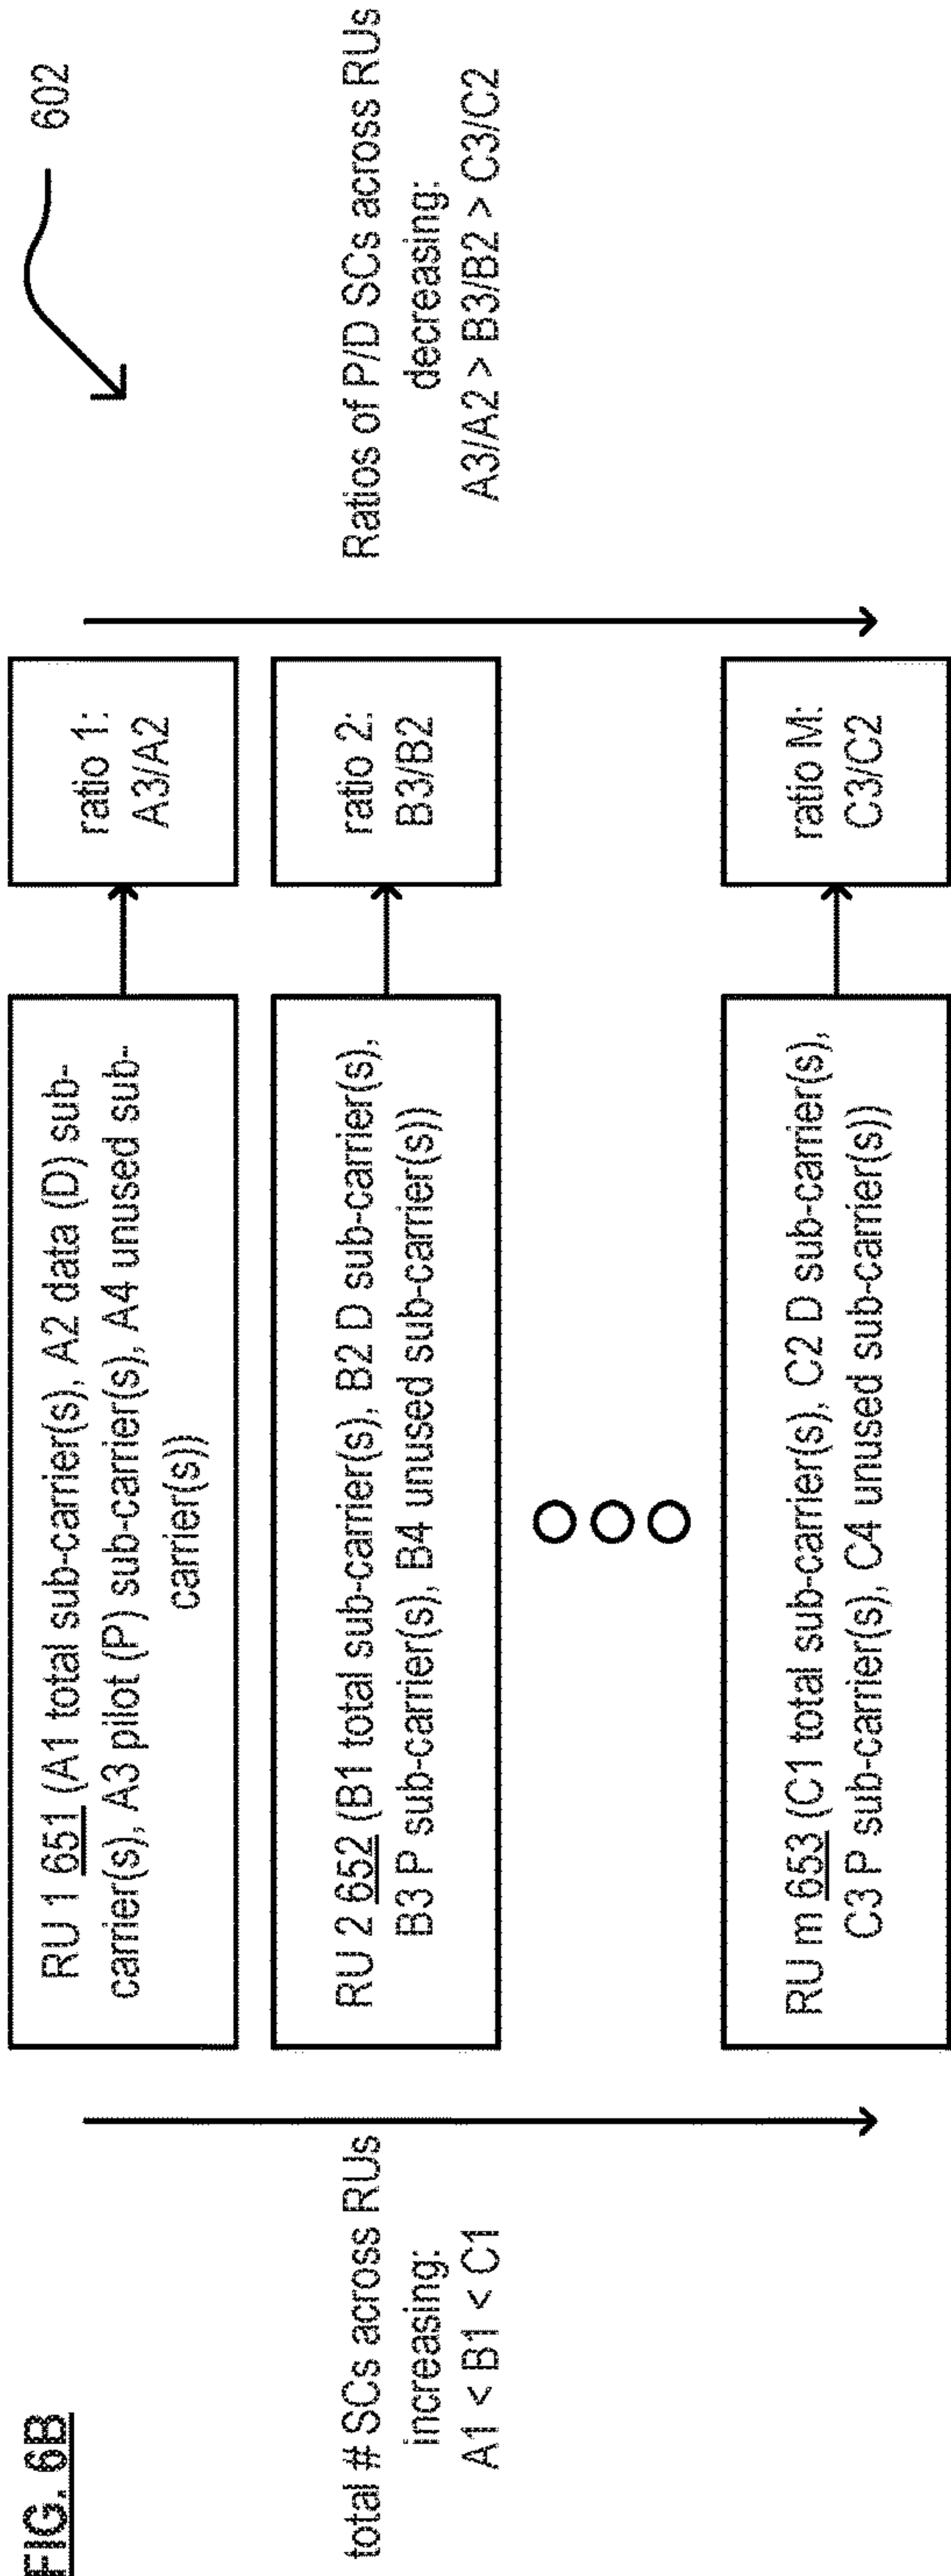 FIG. 6B
602
total # SCs across RUs
increasing:
A1 < B1 < C1
RU 1 651 (A1 total sub-carrier(s), A2 data (D) sub-
carrier(s), A3 pilot (P) sub-carrier(s), A4 unused sub-
carrier(s))
ratio 1:
A3/A2
RU 2 652 (B1 total sub-carrier(s), B2 D sub-carrier(s),
B3 P sub-carrier(s), B4 unused sub-carrier(s))
ratio 2:
B3/B2
RU m 653 (C1 total sub-carrier(s), C2 D sub-carrier(s),
C3 P sub-carrier(s), C4 unused sub-carrier(s))
ratio M:
C3/C2
Ratios of P/D SCs across RUs
decreasing:
A3/A2 > B3/B2 > C3/C2